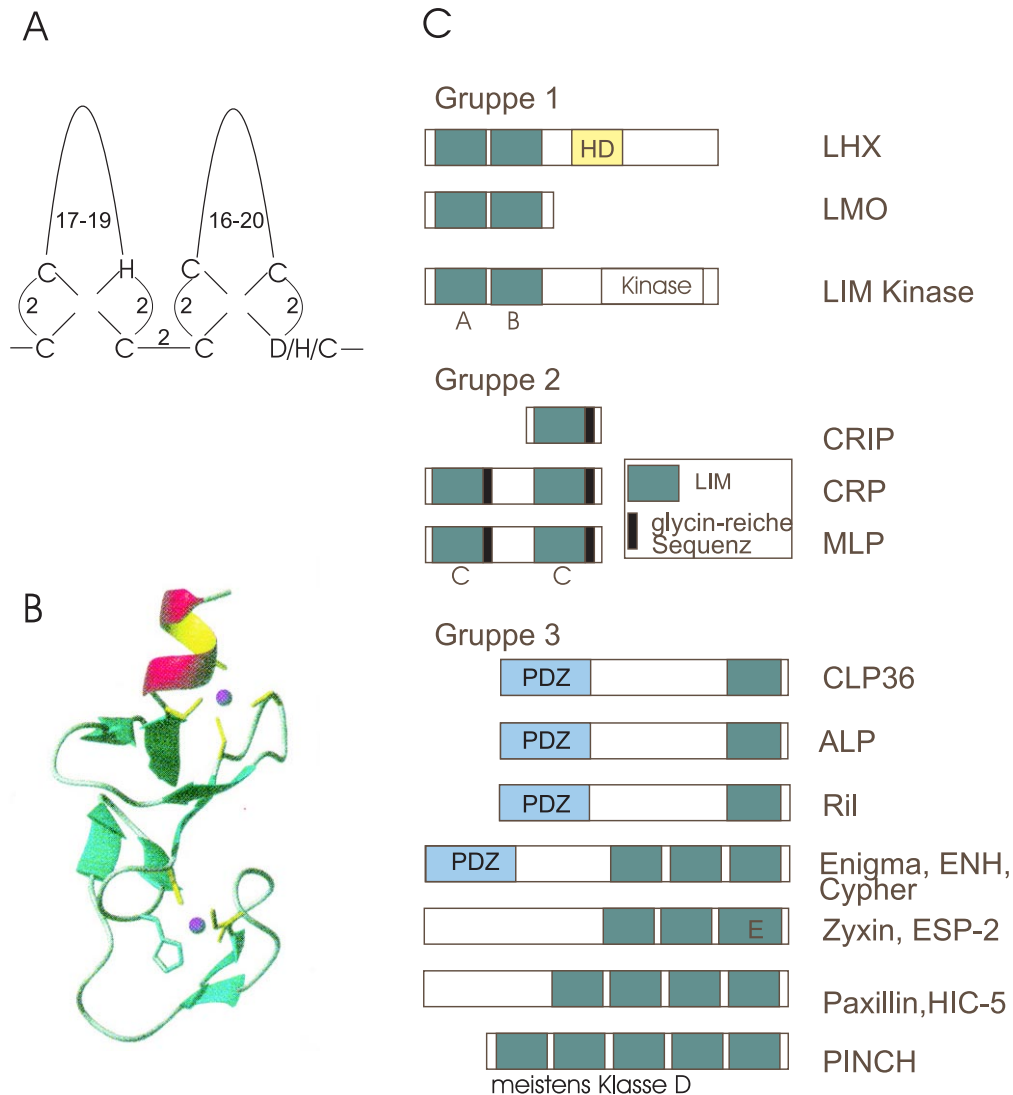 A
17-19
16-20
C
H
C
C
2
2
2
2
C
C
2
C
D/H/C
B
C
Gruppe 1
HD
LHX
LMO
Kinase
LIM Kinase
A
B
Gruppe 2
CRIP
CRP
MLP
C
C
LIM
glycin-reiche
Sequenz
Gruppe 3
PDZ
CLP36
PDZ
ALP
PDZ
Ril
PDZ
Enigma, ENH,
Cypher
E
Zyxin, ESP-2
Paxillin,HIC-5
PINCH
meistens Klasse D